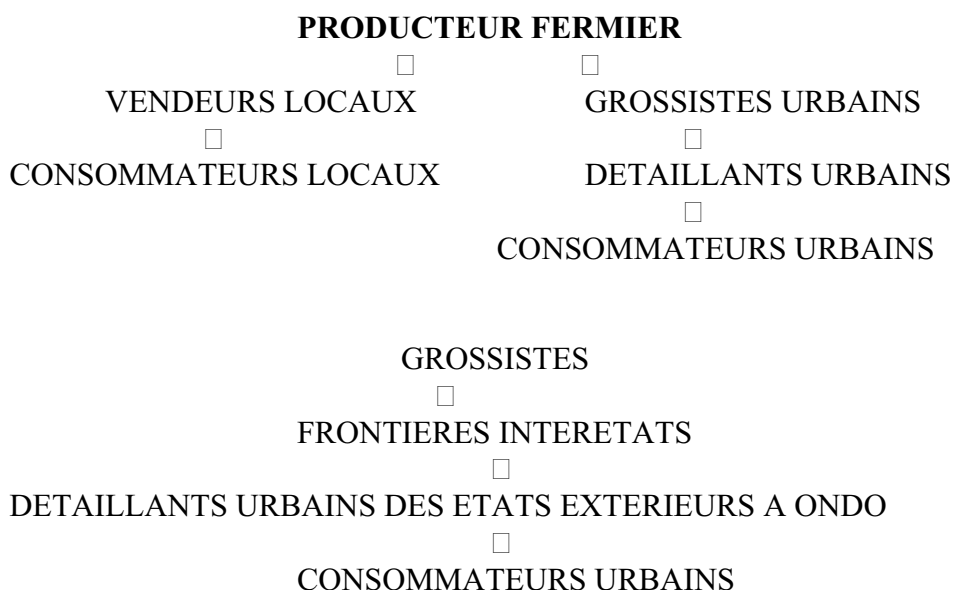 PRODUCTEUR FERMIER
VENDEURS LOCAUX GROSSISTES URBAINS
CONSOMMATEURS LOCAUX DETAILLANTS URBAINS
CONSOMMATEURS URBAINS
GROSSISTES
FRONTIERES INTERETATS
DETAILLANTS URBAINS DES ETATS EXTERIEURS A ONDO
CONSOMMATEURS URBAINS